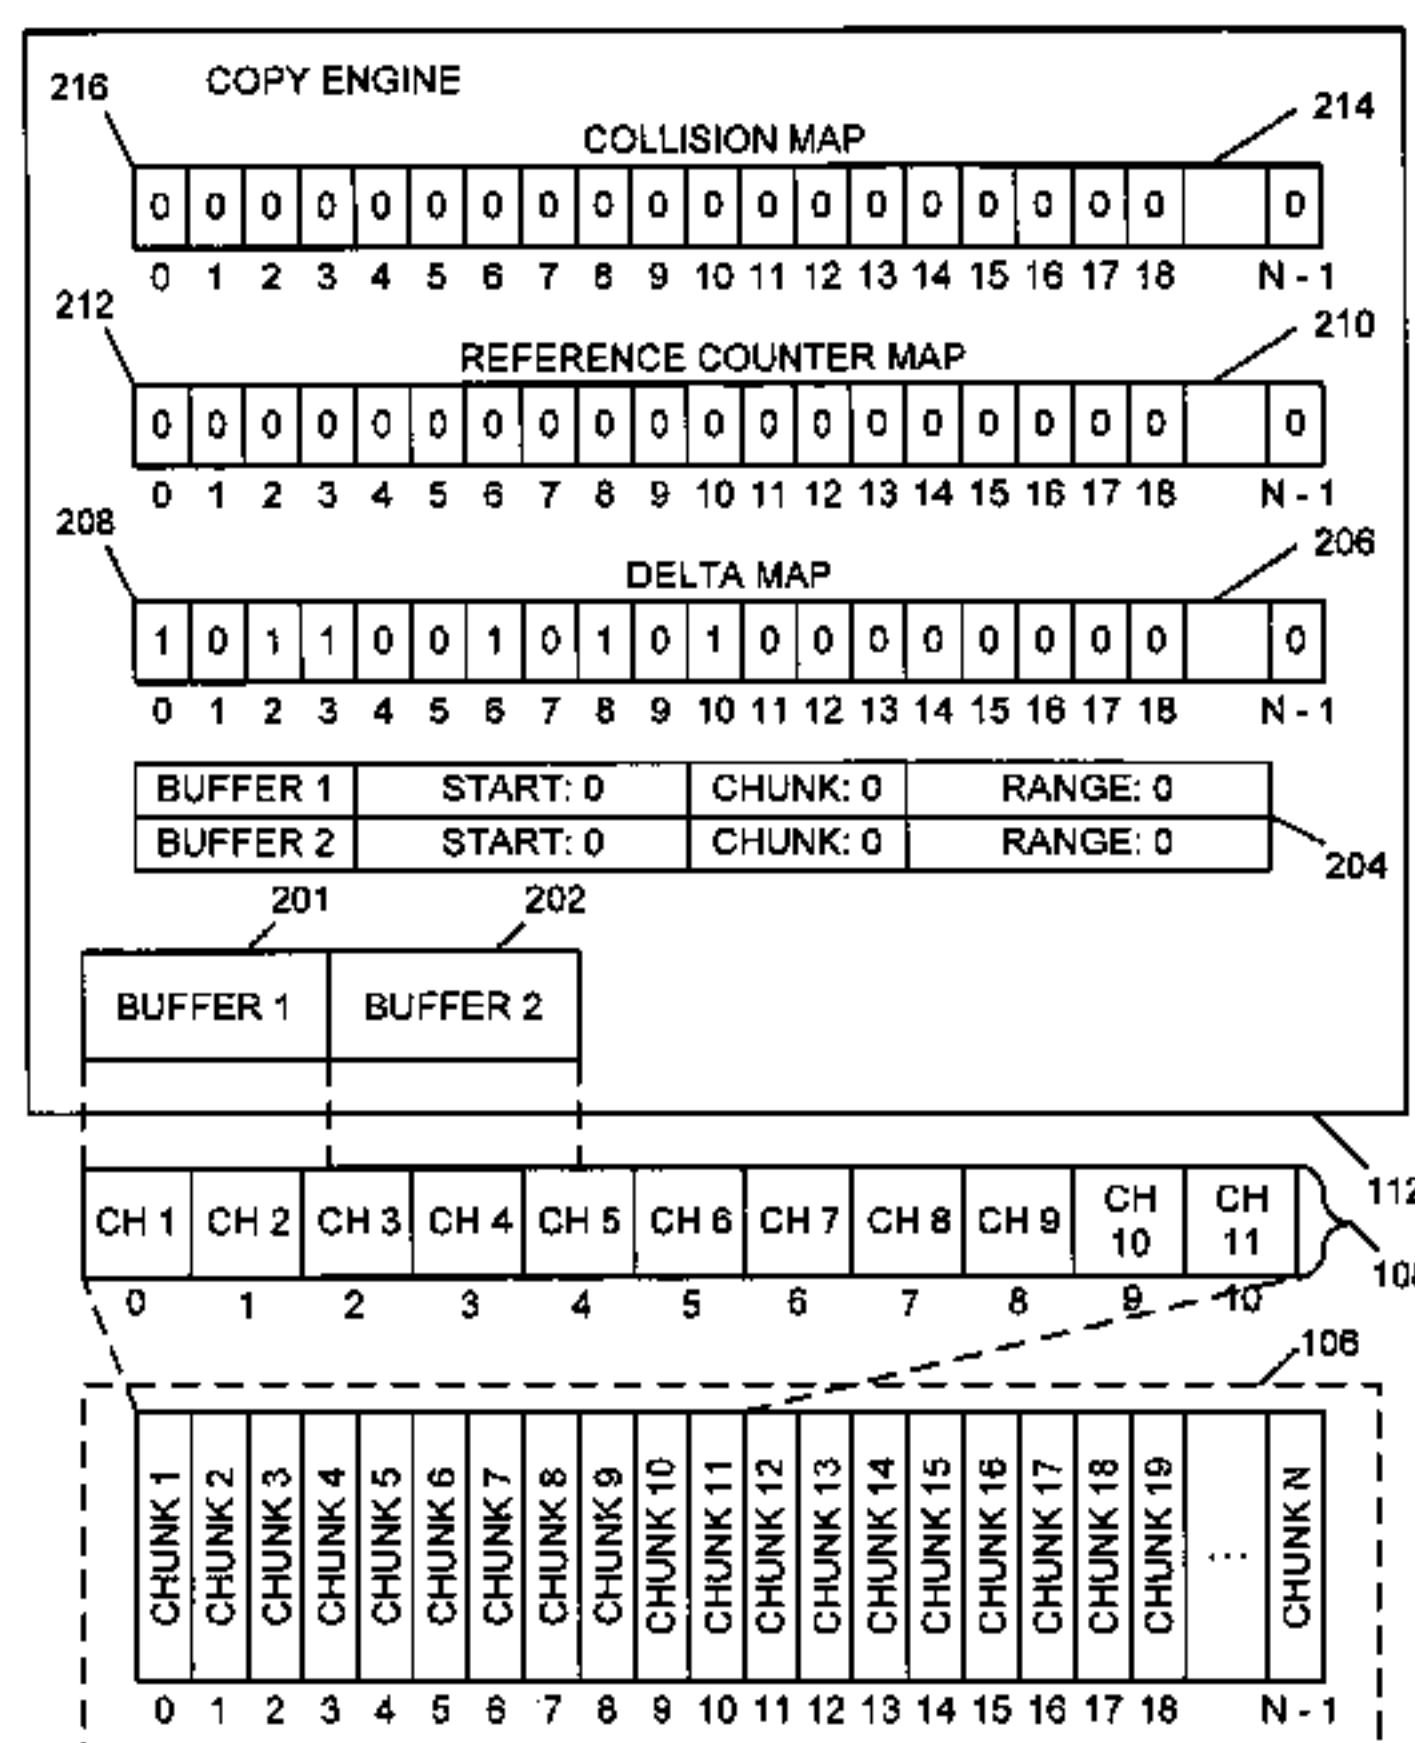 COPY ENGINE
216
214
COLLISION MAP
0 0 0 0 0 0 0 0 0 0 0 0 0 0 0 0 0 0 0 0
0 1 2 3 4 5 6 7 8 9 10 11 12 13 14 15 16 17 18 N - 1
212
210
REFERENCE COUNTER MAP
0 0 0 0 0 0 0 0 0 0 0 0 0 0 0 0 0 0 0 0
0 1 2 3 4 5 6 7 8 9 10 11 12 13 14 15 16 17 18 N - 1
208
206
DELTA MAP
1 0 1 1 0 0 1 0 1 0 1 0 0 0 0 0 0 0 0 0
0 1 2 3 4 5 6 7 8 9 10 11 12 13 14 15 16 17 18 N - 1
BUFFER 1 START: 0 CHUNK: 0 RANGE: 0
BUFFER 2 START: 0 CHUNK: 0 RANGE: 0
204
201 202
BUFFER 1 BUFFER 2
112
CH 1 CH 2 CH 3 CH 4 CH 5 CH 6 CH 7 CH 8 CH 9 CH 10 CH 11
0 1 2 3 4 5 6 7 8 9 10
106
CHUNK 1 CHUNK 2 CHUNK 3 CHUNK 4 CHUNK 5 CHUNK 6 CHUNK 7 CHUNK 8 CHUNK 9 CHUNK 10 CHUNK 11 CHUNK 12 CHUNK 13 CHUNK 14 CHUNK 15 CHUNK 16 CHUNK 17 CHUNK 18 CHUNK 19 ... CHUNK N
0 1 2 3 4 5 6 7 8 9 10 11 12 13 14 15 16 17 18 N - 1